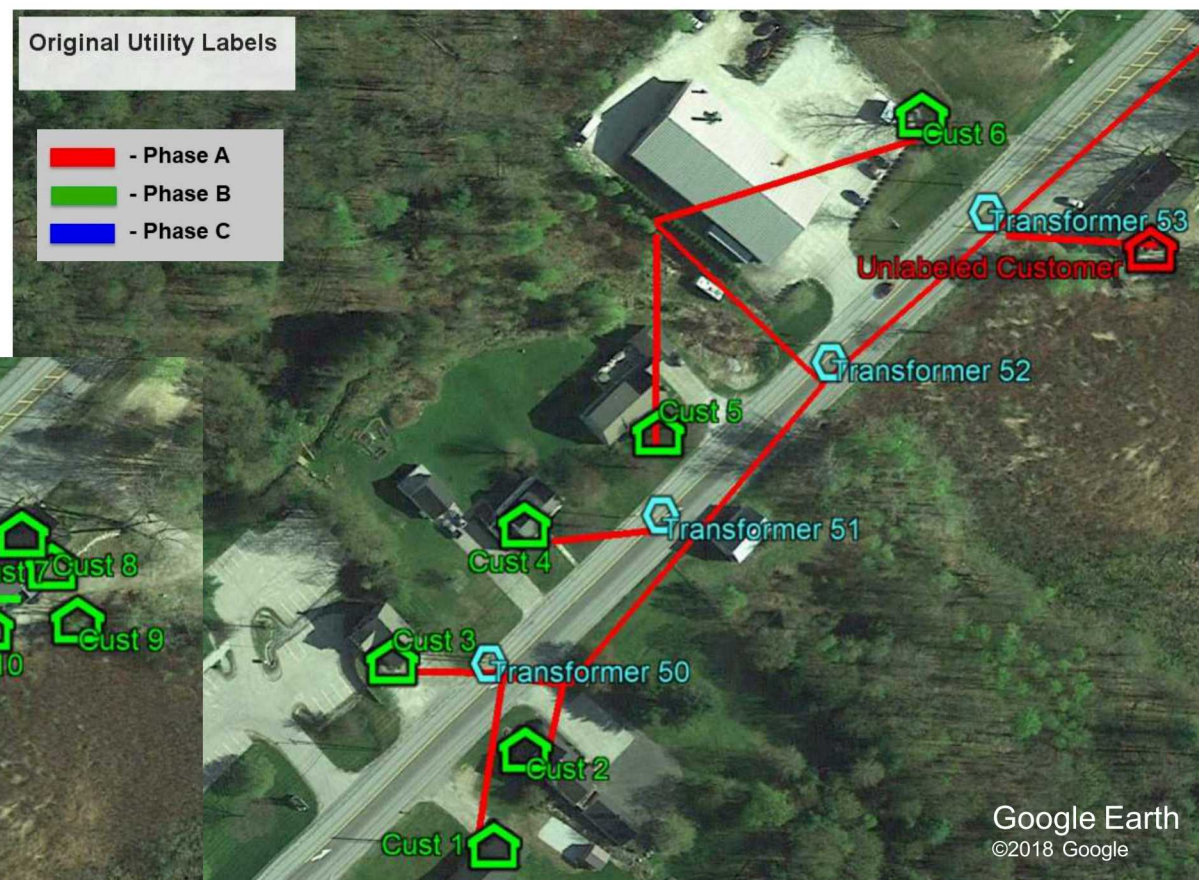 Original Utility Labels
- Phase A
- Phase B
- Phase C
Cust 6
Transformer 53
Unlabeled Customer
Transformer 52
Cust 5
Transformer 51
Cust 4
Cust 8
Cust 9
10
Cust 3
Transformer 50
Cust 2
Cust 1
Google Earth
©2018 Google